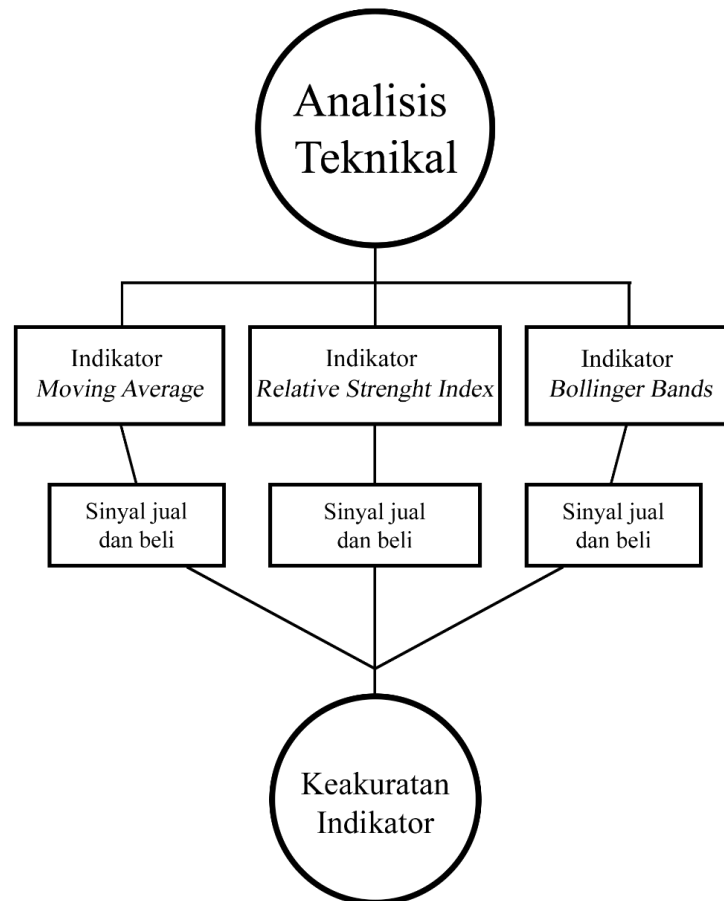 Analisis
Teknikal
Indikator
Moving Average
Indikator
Relative Strenght Index
Indikator
Bollinger Bands
Sinyal jual
dan beli
Sinyal jual
dan beli
Sinyal jual
dan beli
Keakuratan
Indikator